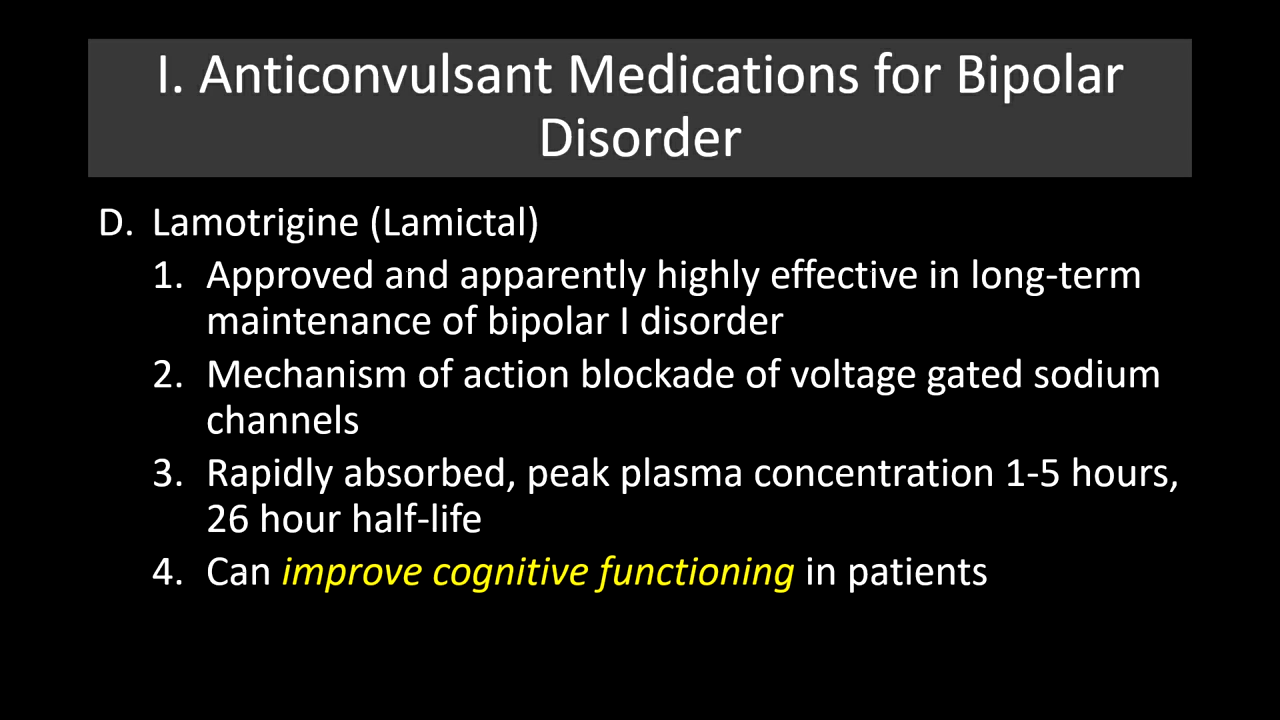 I. Anticonvulsant Medications for Bipolar
Disorder
D. Lamotrigine (Lamictal)
1. Approved and apparently highly effective in long-term
maintenance of bipolar I disorder
2. Mechanism of action blockade of voltage gated sodium
channels
3. Rapidly absorbed, peak plasma concentration 1-5 hours,
26 hour half-life
4. Can improve cognitive functioning in patients